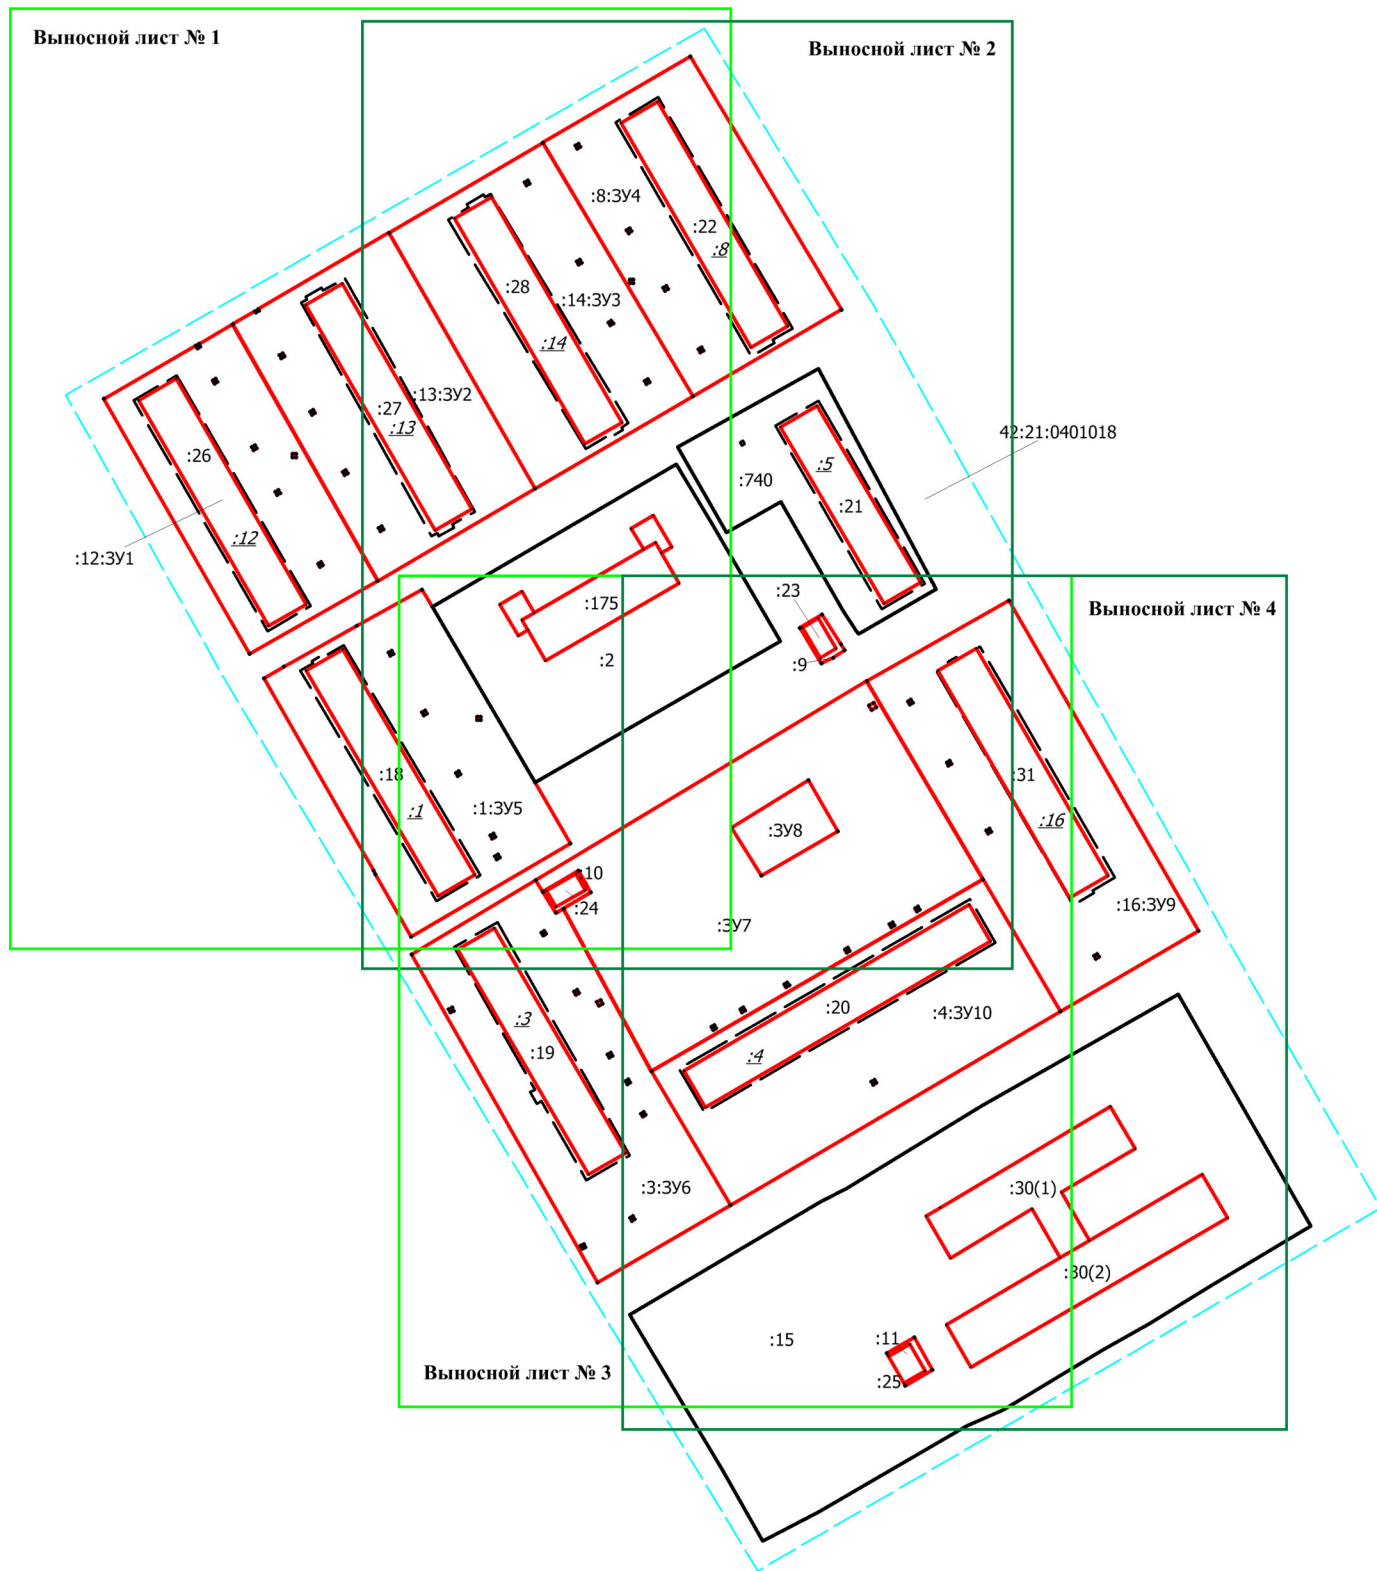 Выносной лист № 1
Выносной лист № 2
:8:ЗУ4
:22
:8
:28
:14:ЗУ3
:14
:13:ЗУ2
:27
:13
42:21:0401018
:26
:5
:740
:21
:12
:12:ЗУ1
:23
:175
Выносной лист № 4
:2
:9
:18
:31
:1:ЗУ5
:1
:16
:ЗУ8
:10
:24
:16:ЗУ9
:ЗУ7
:20
:4:ЗУ10
:3
:19
:4
:3:ЗУ6
:30(1)
:30(2)
:15
:11
:25
Выносной лист № 3